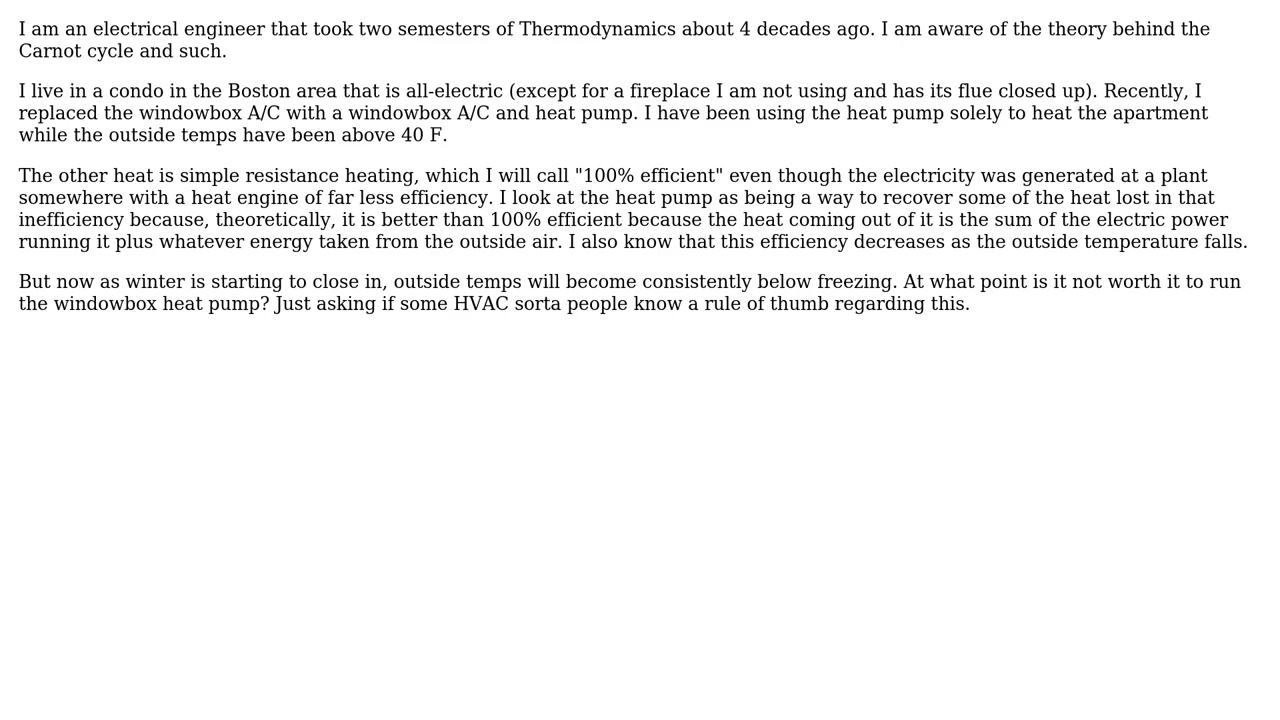 I am an electrical engineer that took two semesters of Thermodynamics about 4 decades ago. I am aware of the theory behind the
Carnot cycle and such.
I live in a condo in the Boston area that is all-electric (except for a fireplace I am not using and has its flue closed up). Recently, I
replaced the windowbox A/C with a windowbox A/C and heat pump. I have been using the heat pump solely to heat the apartment
while the outside temps have been above 40 F.
The other heat is simple resistance heating, which I will call "100% efficient" even though the electricity was generated at a plant
somewhere with a heat engine of far less efficiency. I look at the heat pump as being a way to recover some of the heat lost in that
inefficiency because, theoretically, it is better than 100% efficient because the heat coming out of it is the sum of the electric power
running it plus whatever energy taken from the outside air. I also know that this efficiency decreases as the outside temperature falls.
But now as winter is starting to close in, outside temps will become consistently below freezing. At what point is it not worth it to run
the windowbox heat pump? Just asking if some HVAC sorta people know a rule of thumb regarding this.